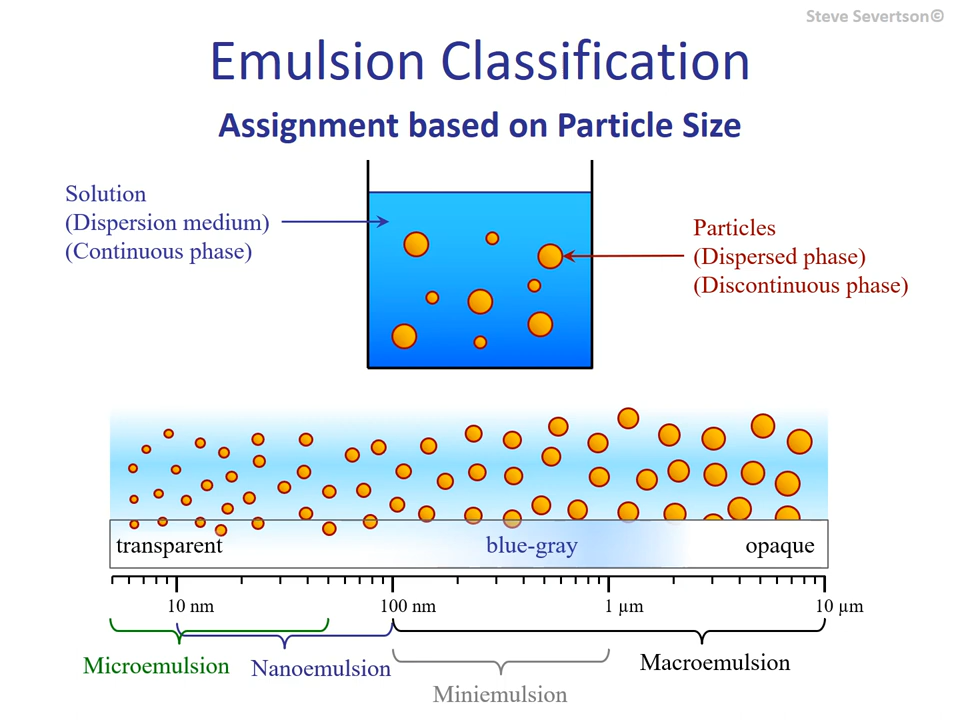 Steve Severtson©
Emulsion Classification
Assignment based on Particle Size
Solution
(Dispersion medium)
(Continuous phase)
Particles
(Dispersed phase)
(Discontinuous phase)
transparent
blue-gray
opaque
10 nm
100 nm
1 µm
10 µm
Microemulsion
Nanoemulsion
Macroemulsion
Miniemulsion